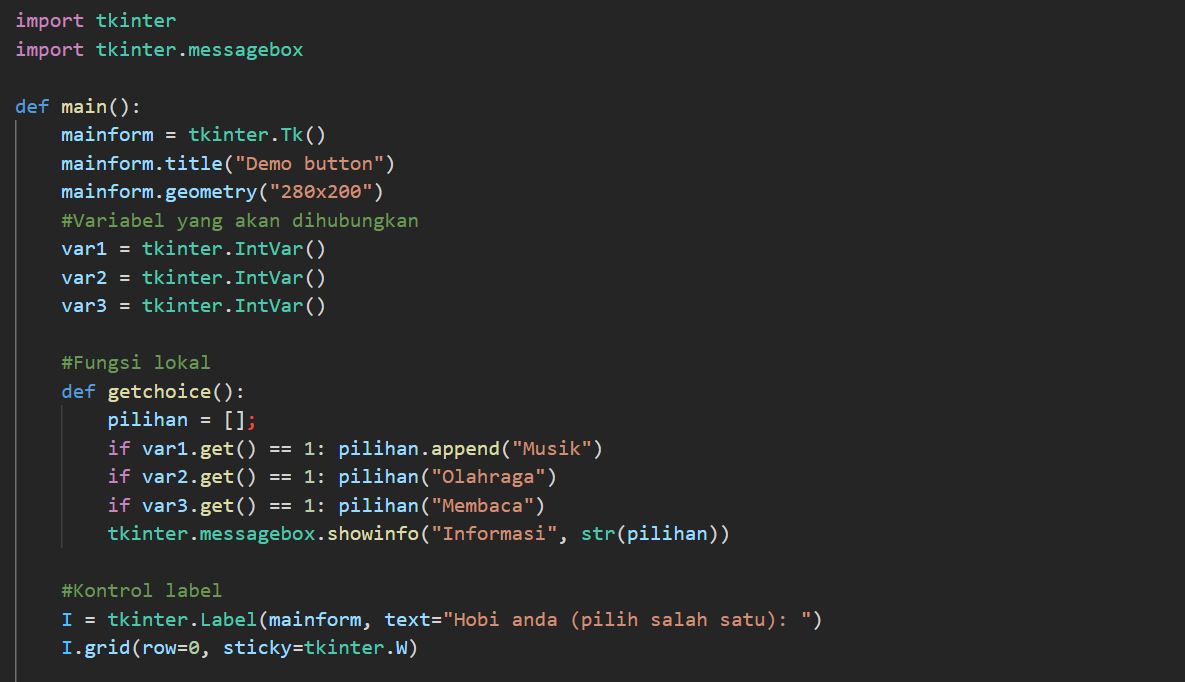 import tkinter
import tkinter.messagebox
def main():
    mainform = tkinter.Tk()
    mainform.title("Demo button")
    mainform.geometry("280x200")
    #Variabel yang akan dihubungkan
    var1 = tkinter.IntVar()
    var2 = tkinter.IntVar()
    var3 = tkinter.IntVar()
    #Fungsi lokal
    def getchoice():
        pilihan = [];
        if var1.get() == 1: pilihan.append("Musik")
        if var2.get() == 1: pilihan("Olahraga")
        if var3.get() == 1: pilihan("Membaca")
        tkinter.messagebox.showinfo("Informasi", str(pilihan))
    #Kontrol label
    I = tkinter.Label(mainform, text="Hobi anda (pilih salah satu): ")
    I.grid(row=0, sticky=tkinter.W)